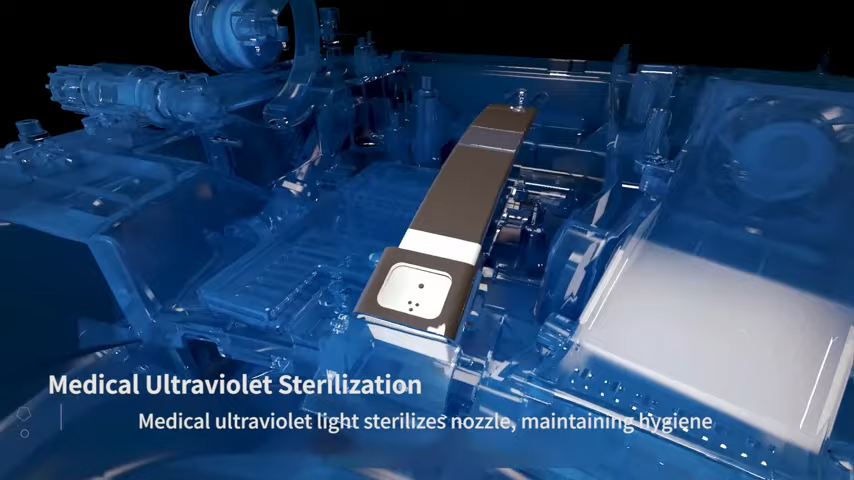 Medical Ultraviolet Sterilization
Medical ultraviolet light sterilizes nozzle, maintaining hygiene